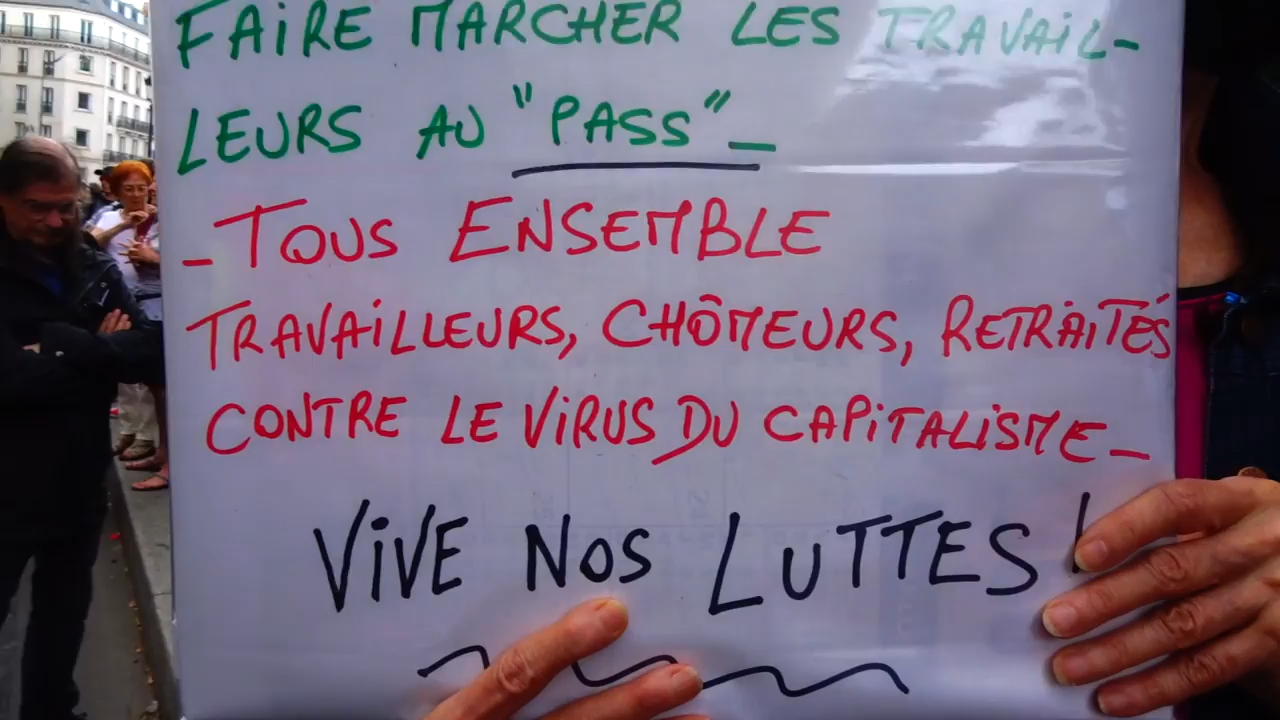 FAIRE MARCHER LES TRAVAIL-
LEURS AU "PASS"_
_TOUS ENSEMBLE
TRAVAILLEURS, CHÔMEURS, RETRAITÉS
CONTRE LE VIRUS DU CAPITALISME_
VIVE NOS LUTTES !